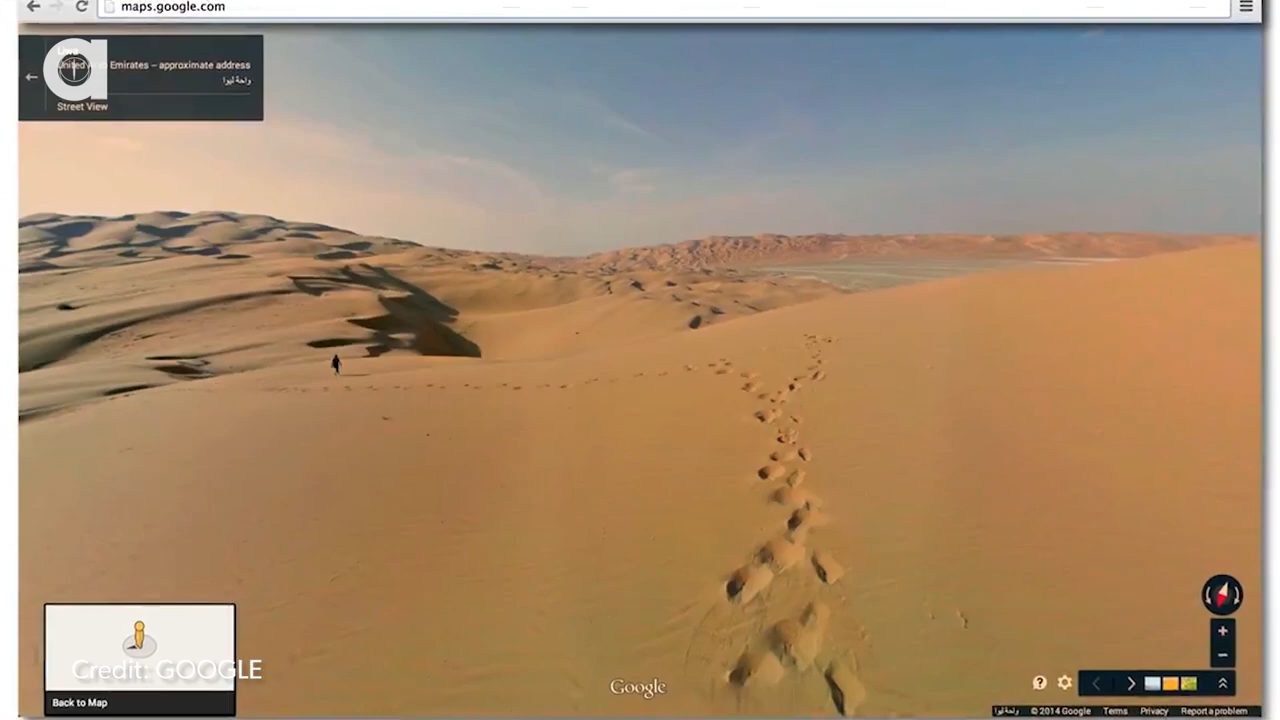 maps.google.com
Liwa
United Arab Emirates – approximate address
واحة ليوا
Street View
Credit: GOOGLE
Back to Map
Google
واحة ليوا © 2014 Google Terms Privacy Report a problem